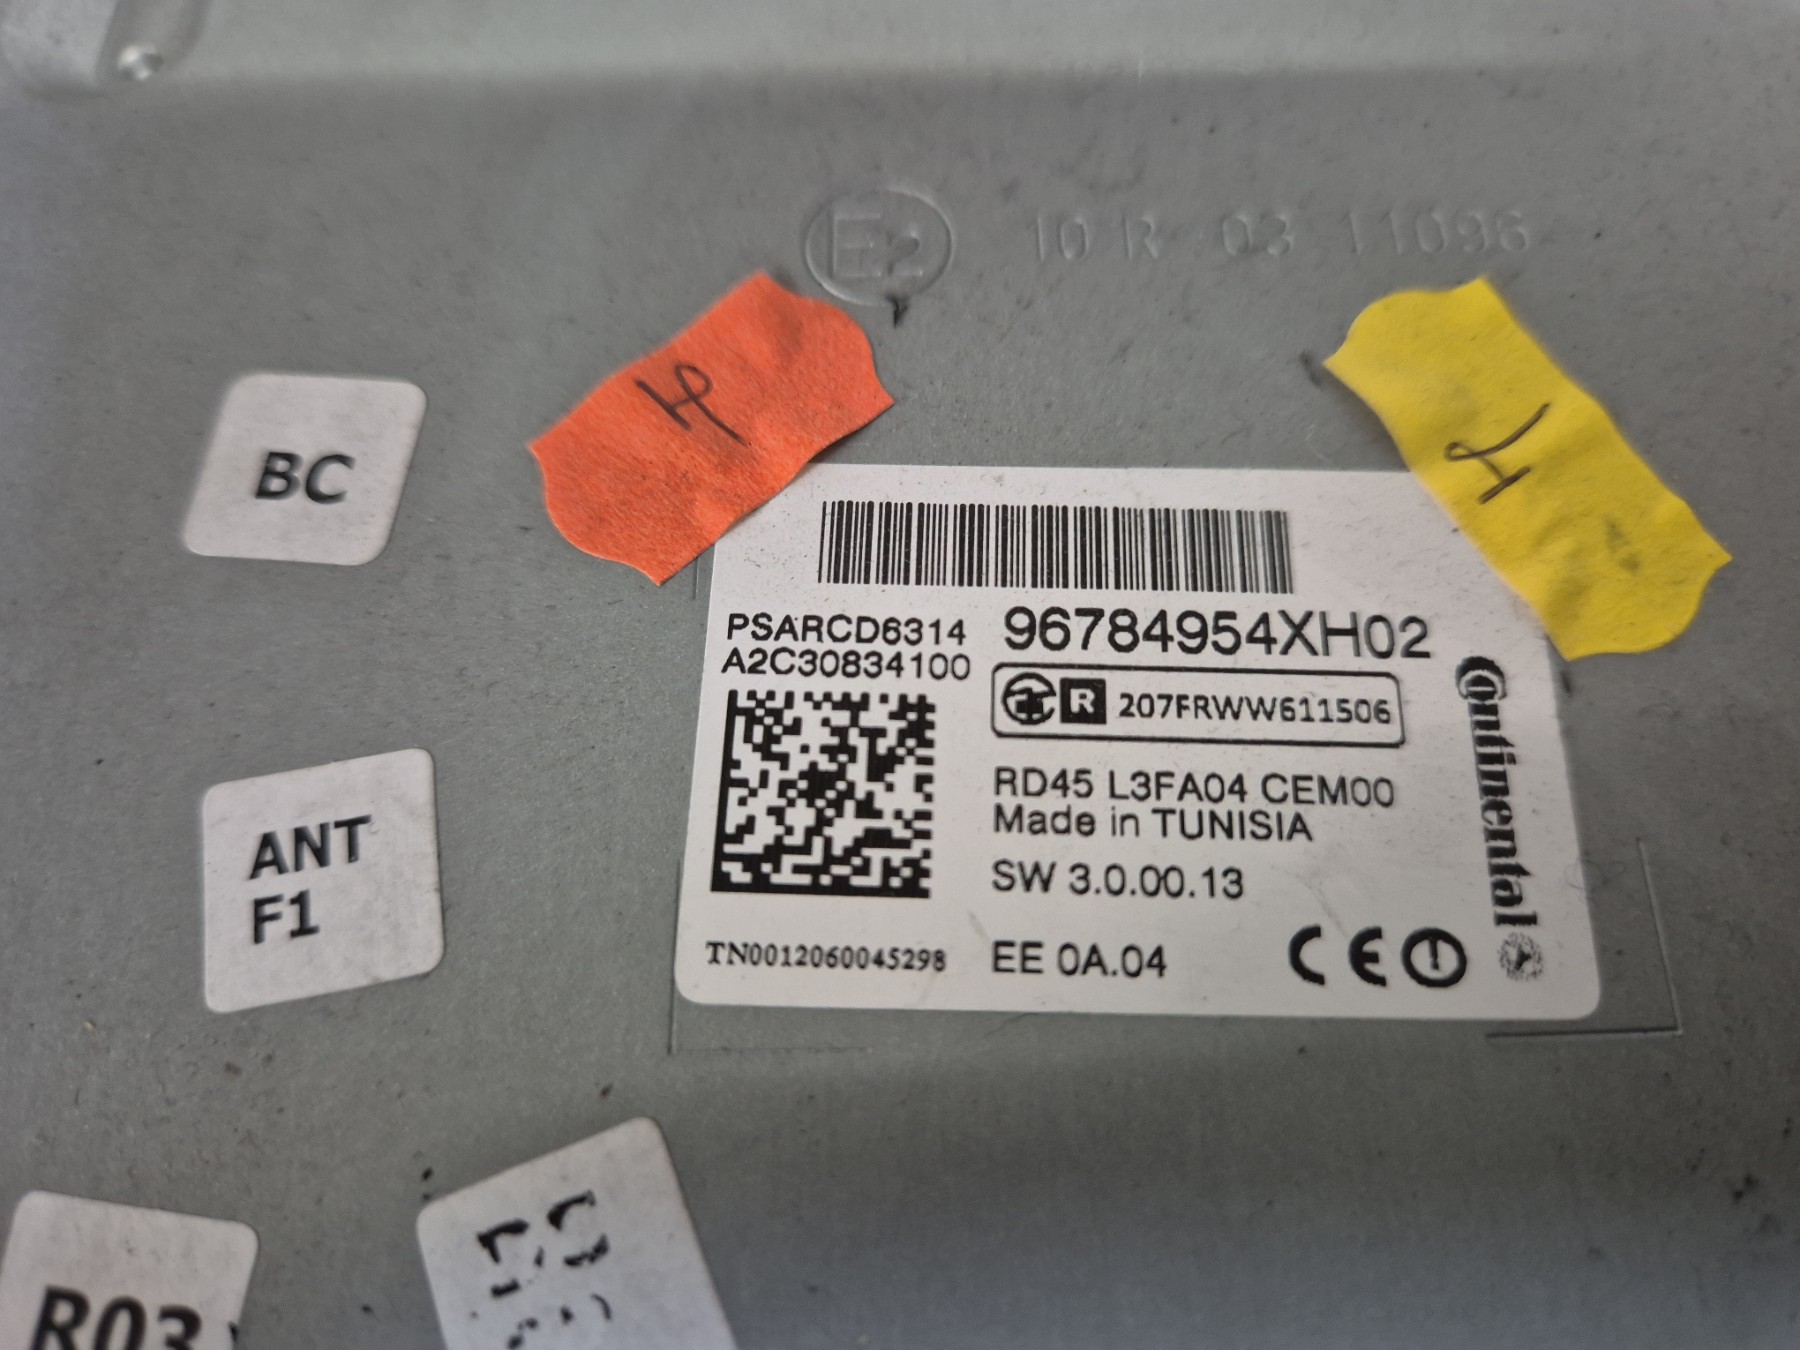 E2 10 R 03 11096
BC
PSARCD6314
A2C30834100
96784954XH02
R 207FRWW611506
RD45 L3FA04 CEM00
Made in TUNISIA
SW 3.0.00.13
EE 0A.04
TN0012060045298
CE
Continental
ANT
F1
R03